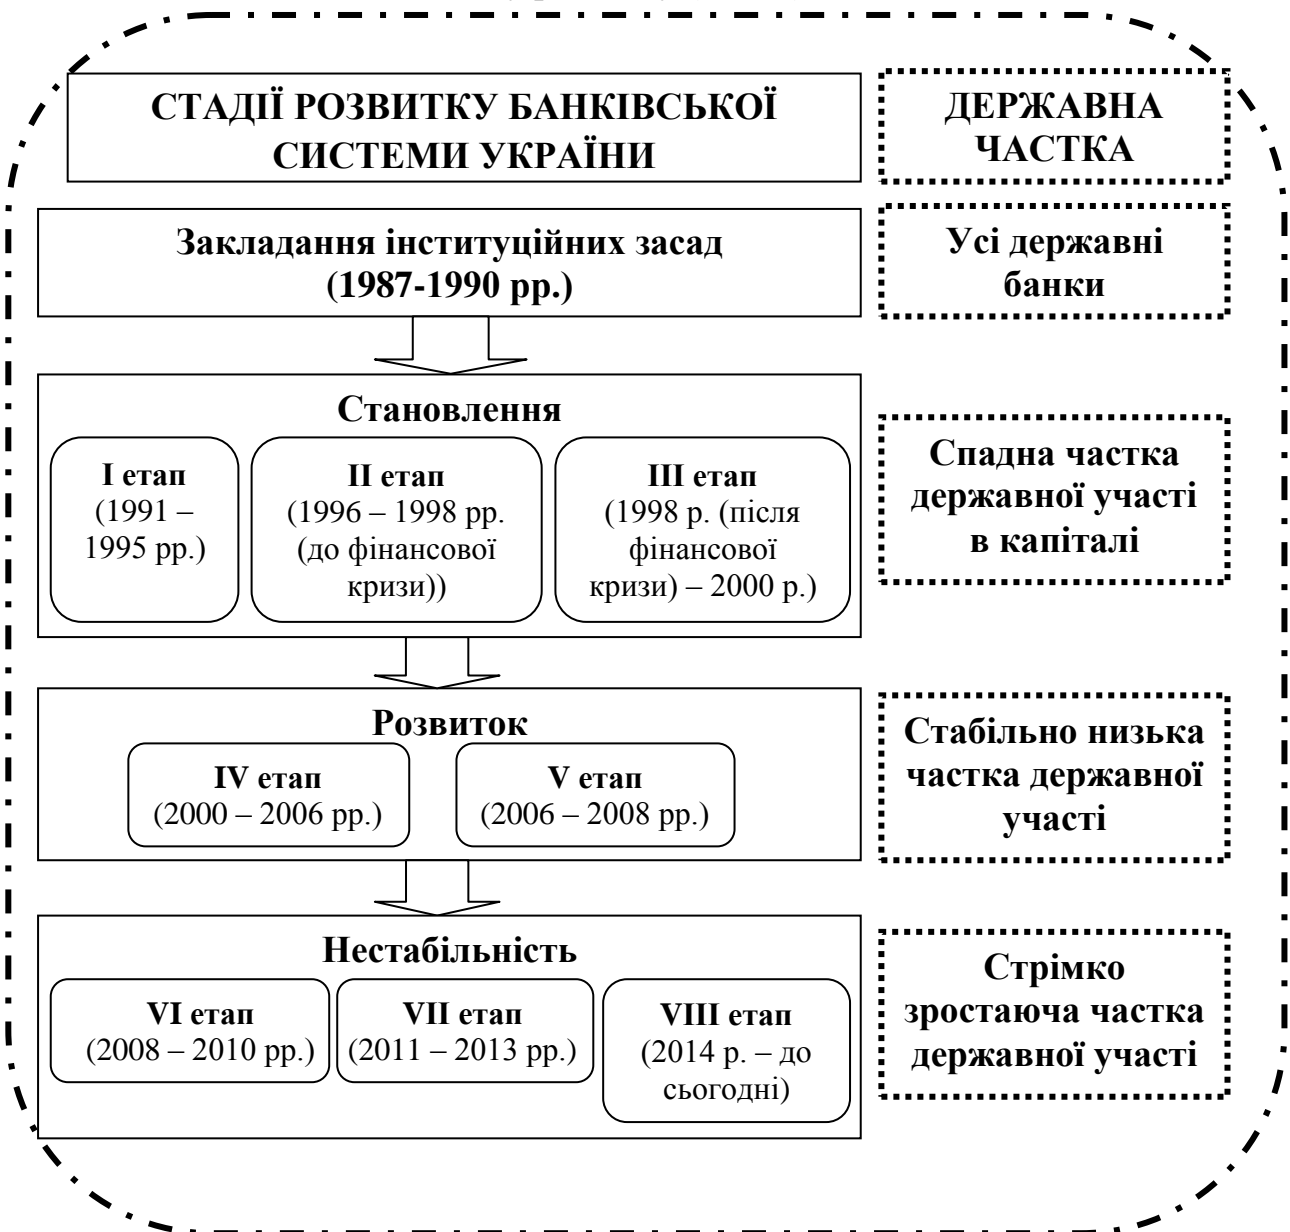 СТАДІЇ РОЗВИТКУ БАНКІВСЬКОЇ
СИСТЕМИ УКРАЇНИ
ДЕРЖАВНА
ЧАСТКА
Закладання інституційних засад
(1987-1990 рр.)
Усі державні
банки
Становлення
I етап
(1991 –
1995 рр.)
II етап
(1996 – 1998 рр.
(до фінансової
кризи))
III етап
(1998 р. (після
фінансової
кризи) – 2000 р.)
Спадна частка
державної участі
в капіталі
Розвиток
IV етап
(2000 – 2006 рр.)
V етап
(2006 – 2008 рр.)
Стабільно низька
частка державної
участі
Нестабільність
VI етап
(2008 – 2010 рр.)
VII етап
(2011 – 2013 рр.)
VIII етап
(2014 р. – до
сьогодні)
Стрімко
зростаюча частка
державної участі